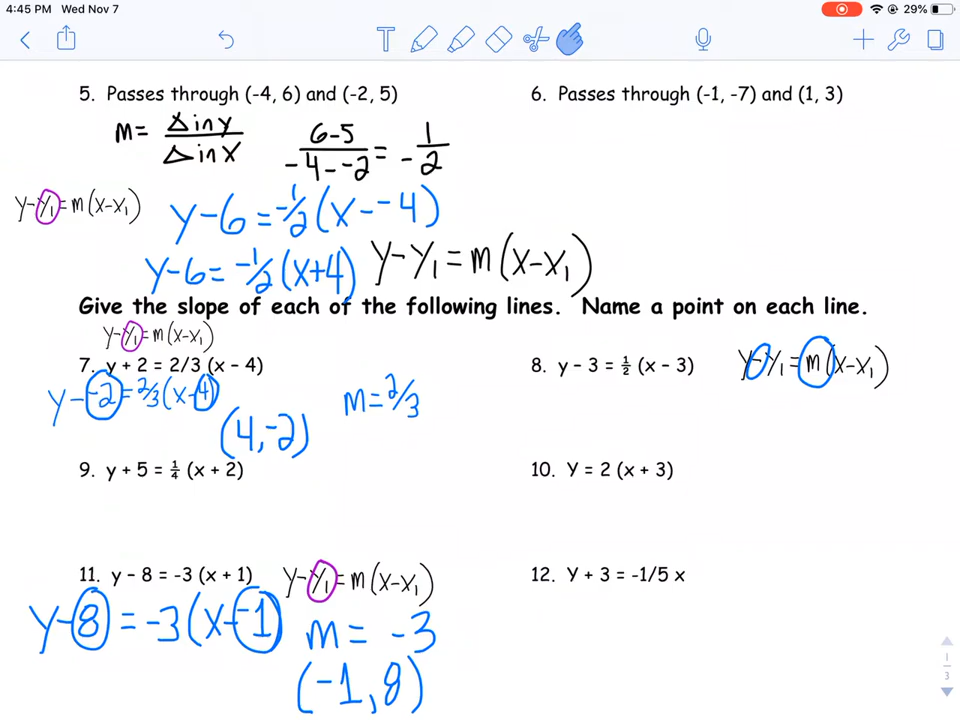 4:45 PM Wed Nov 7
29%
T
5. Passes through (-4, 6) and (-2, 5)
6. Passes through (-1, -7) and (1, 3)
m = Δ in y / Δ in x
6-5 / -4--2 = -1/2
y-y₁=m(x-x₁)
y-6=-1/2(x--4)
y-6=-1/2(x+4)
y-y₁=m(x-x₁)
Give the slope of each of the following lines. Name a point on each line.
y-y₁=m(x-x₁)
7. y + 2 = 2/3 (x - 4)
8. y - 3 = ½ (x - 3)
y-y₁=m(x-x₁)
y--2=2/3(x-4)
m=2/3
(4,-2)
9. y + 5 = ¼ (x + 2)
10. Y = 2 (x + 3)
11. y - 8 = -3 (x + 1)
y-y₁=m(x-x₁)
12. Y + 3 = -1/5 x
y-8=-3(x--1)
m= -3
(-1,8)
1
3